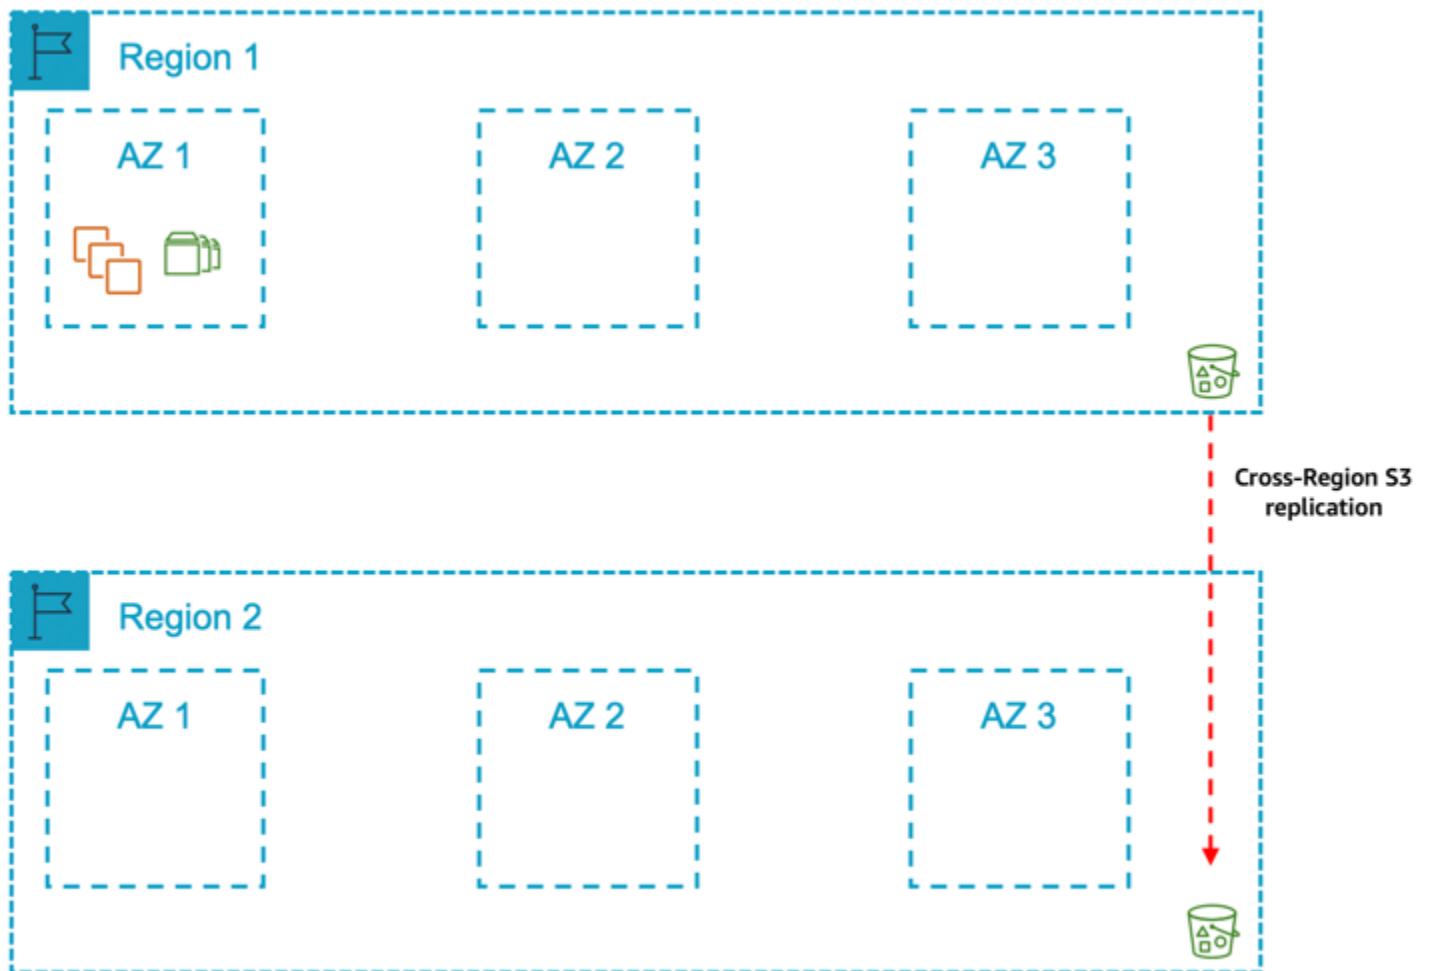 Region 1
AZ 1
AZ 2
AZ 3
Cross-Region S3
replication
Region 2
AZ 1
AZ 2
AZ 3